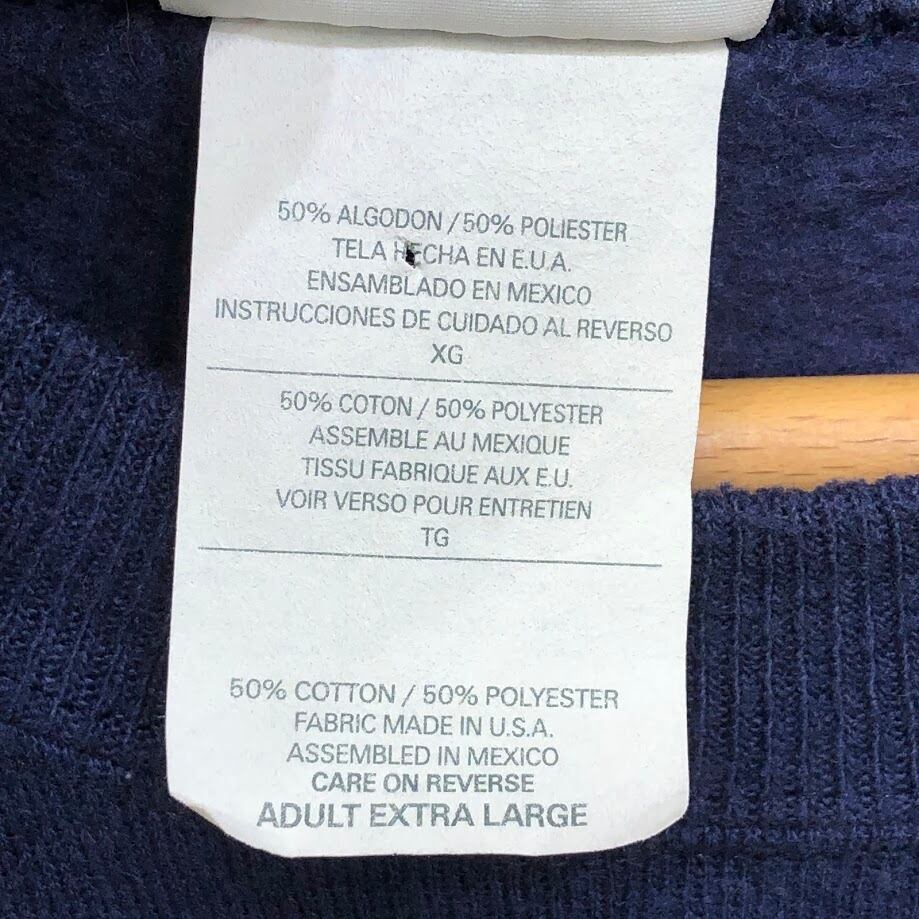 50% ALGODON / 50% POLIESTER
TELA HECHA EN E.U.A.
ENSAMBLADO EN MEXICO
INSTRUCCIONES DE CUIDADO AL REVERSO
XG
50% COTON / 50% POLYESTER
ASSEMBLE AU MEXIQUE
TISSU FABRIQUE AUX E.U.
VOIR VERSO POUR ENTRETIEN
TG
50% COTTON / 50% POLYESTER
FABRIC MADE IN U.S.A.
ASSEMBLED IN MEXICO
CARE ON REVERSE
ADULT EXTRA LARGE